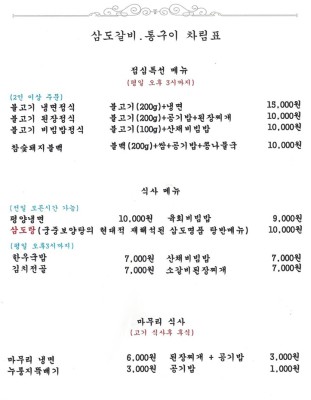 삼도갈비.통구이 차림표
점심특선 메뉴
(평일 오후 3시까지)
(2인 이상 주문)
불고기 냉면정식 불고기(200g)+냉면 15,000원
불고기 된장정식 불고기(200g)+공기밥+된장찌개 10,000원
불고기 비빔밥정식 불고기(100g)+산채비빔밥 10,000원
참숯돼지불백 불백(200g)+쌈+공기밥+콩나물국 10,000원
식사 메뉴
(전일 모든시간 가능)
평양냉면 10,000원 육회비빔밥 9,000원
삼도탕(궁중보양탕의 현대적 재해석된 삼도명품 탕반메뉴) 10,000원
(평일 오후3시까지)
한우국밥 7,000원 산채비빔밥 7,000원
김치전골 7,000원 소갈비된장찌개 7,000원
마무리 식사
(고기 식사후 후식)
마무리 냉면 6,000원 된장찌개 + 공기밥 3,000원
누룽지뚝배기 3,000원 공기밥 1,000원